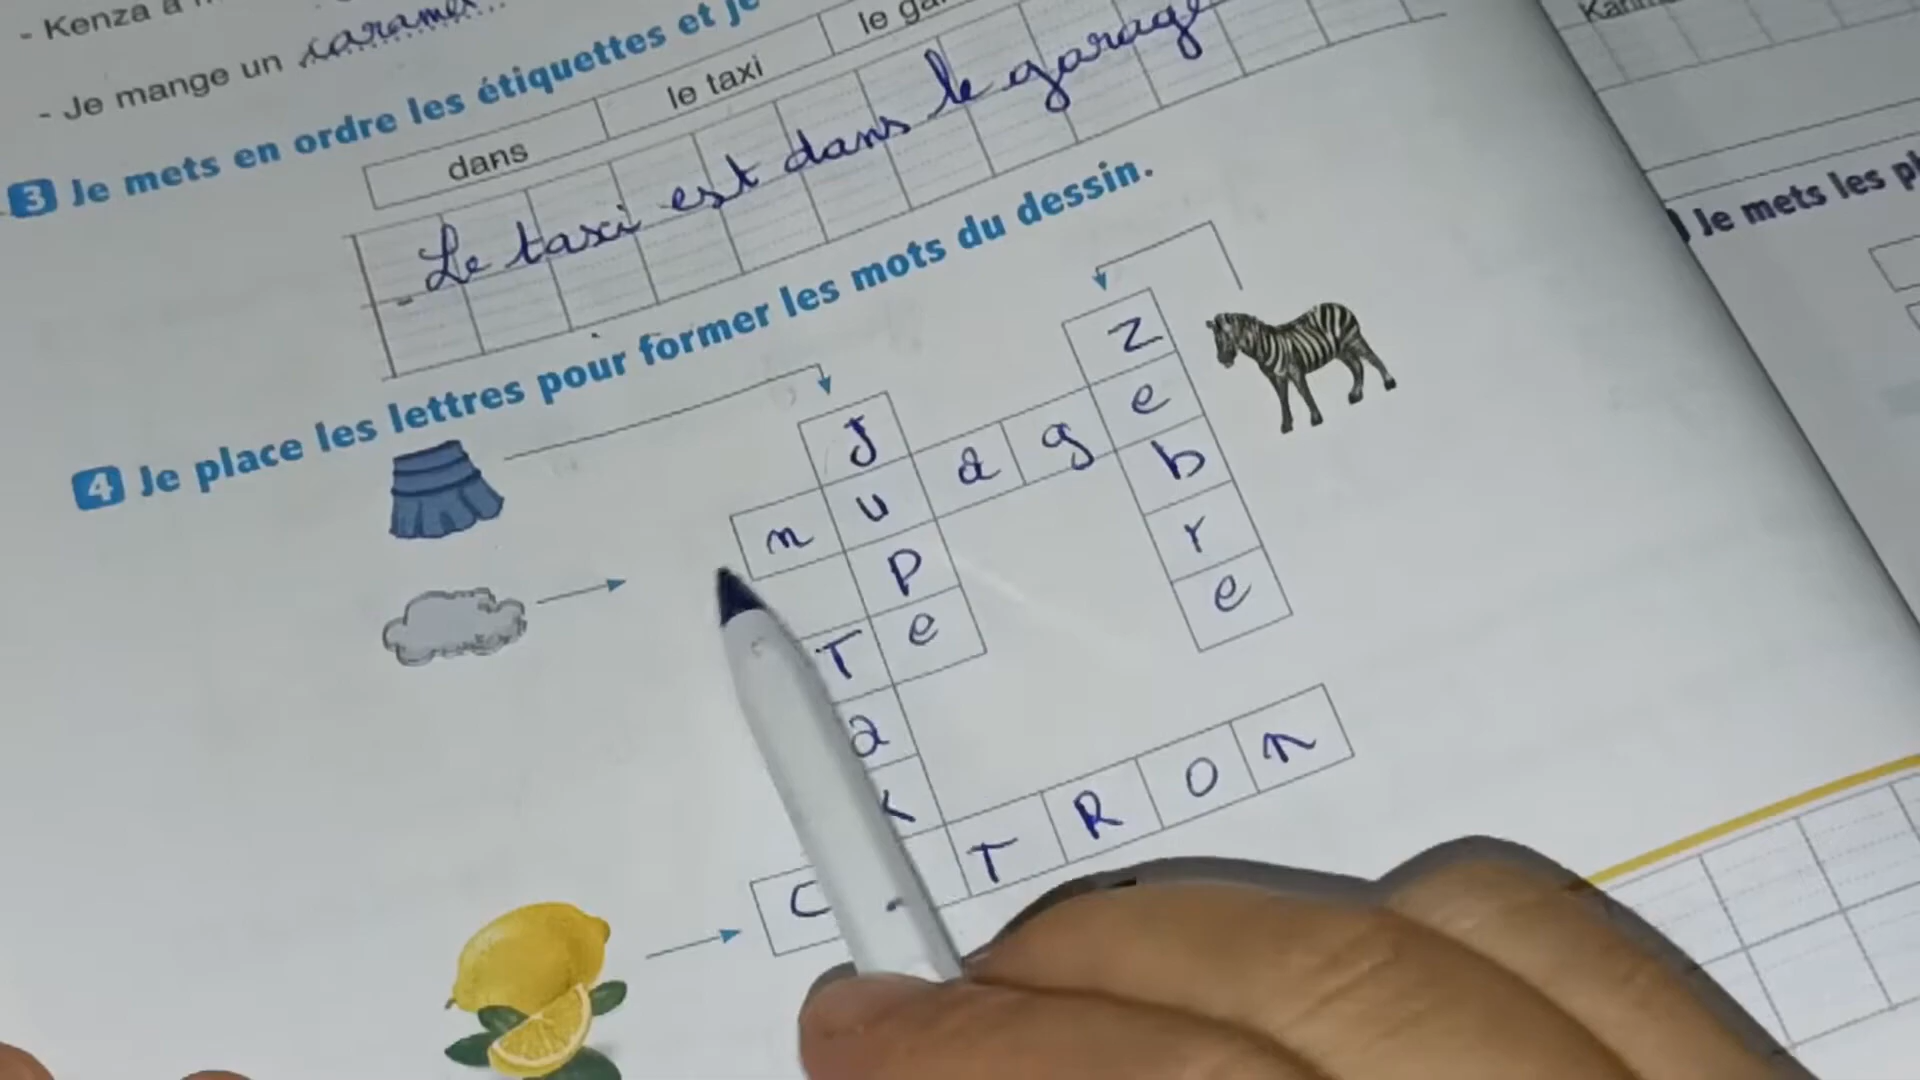 - Kenza a
- Je mange un caramel
3 Je mets en ordre les étiquettes et je
dans le taxi le ga
- Le taxi est dans le garage
4 Je place les lettres pour former les mots du dessin.
J u p e
n u a g e
Z e b r e
T a x
C T R O n
Je mets les pl